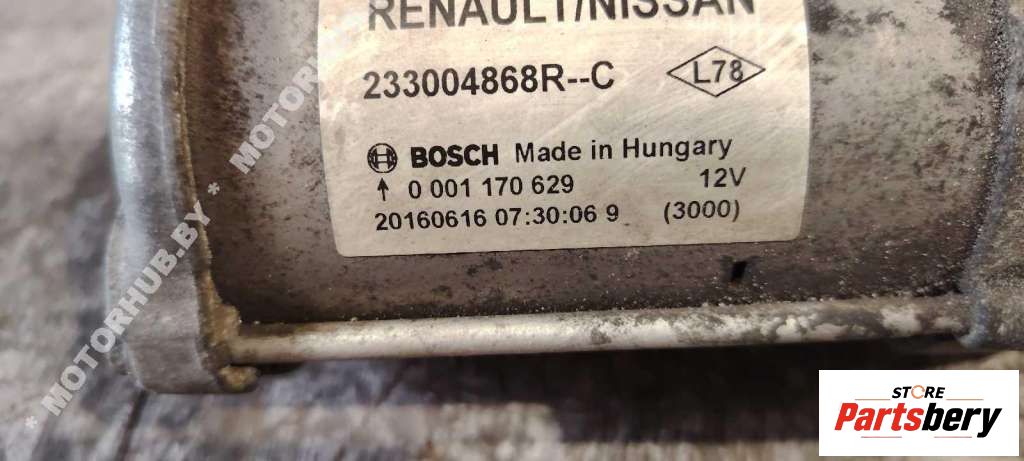 RENAULT/NISSAN
233004868R--C
L78
BOSCH Made in Hungary
0 001 170 629 12V
20160616 07:30:06 9 (3000)
* MOTORHUB.BY * MOTORH
STORE
Partsbery